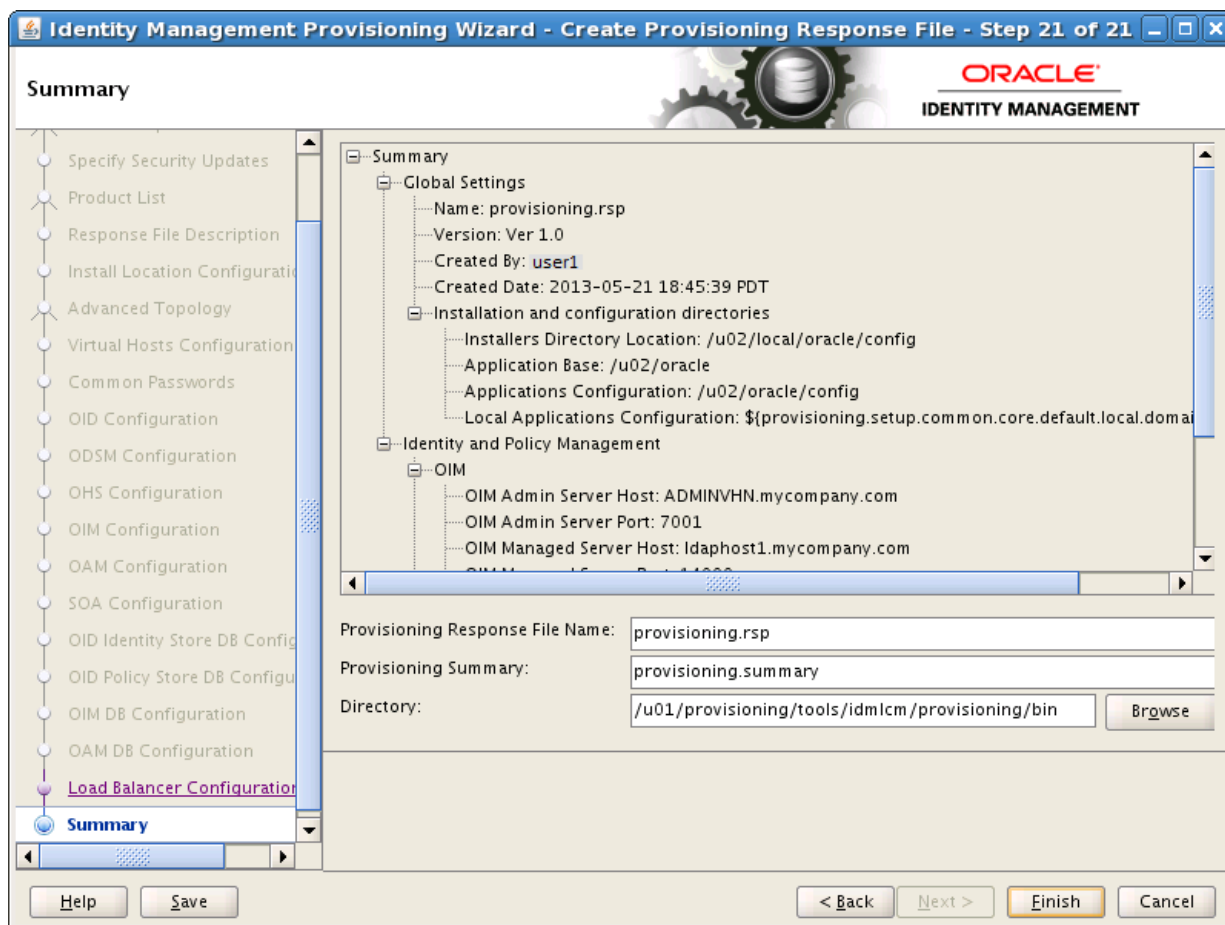 Identity Management Provisioning Wizard - Create Provisioning Response File - Step 21 of 21
Summary
ORACLE
IDENTITY MANAGEMENT
Specify Security Updates
Product List
Response File Description
Install Location Configuratio
Advanced Topology
Virtual Hosts Configuration
Common Passwords
OID Configuration
ODSM Configuration
OHS Configuration
OIM Configuration
OAM Configuration
SOA Configuration
OID Identity Store DB Config
OID Policy Store DB Configu
OIM DB Configuration
OAM DB Configuration
Load Balancer Configuration
Summary
Summary
Global Settings
Name: provisioning.rsp
Version: Ver 1.0
Created By: user1
Created Date: 2013-05-21 18:45:39 PDT
Installation and configuration directories
Installers Directory Location: /u02/local/oracle/config
Application Base: /u02/oracle
Applications Configuration: /u02/oracle/config
Local Applications Configuration: ${provisioning.setup.common.core.default.local.domai
Identity and Policy Management
OIM
OIM Admin Server Host: ADMINVHN.mycompany.com
OIM Admin Server Port: 7001
OIM Managed Server Host: ldaphost1.mycompany.com
Provisioning Response File Name: provisioning.rsp
Provisioning Summary: provisioning.summary
Directory: /u01/provisioning/tools/idmlcm/provisioning/bin Browse
Help Save < Back Next > Finish Cancel